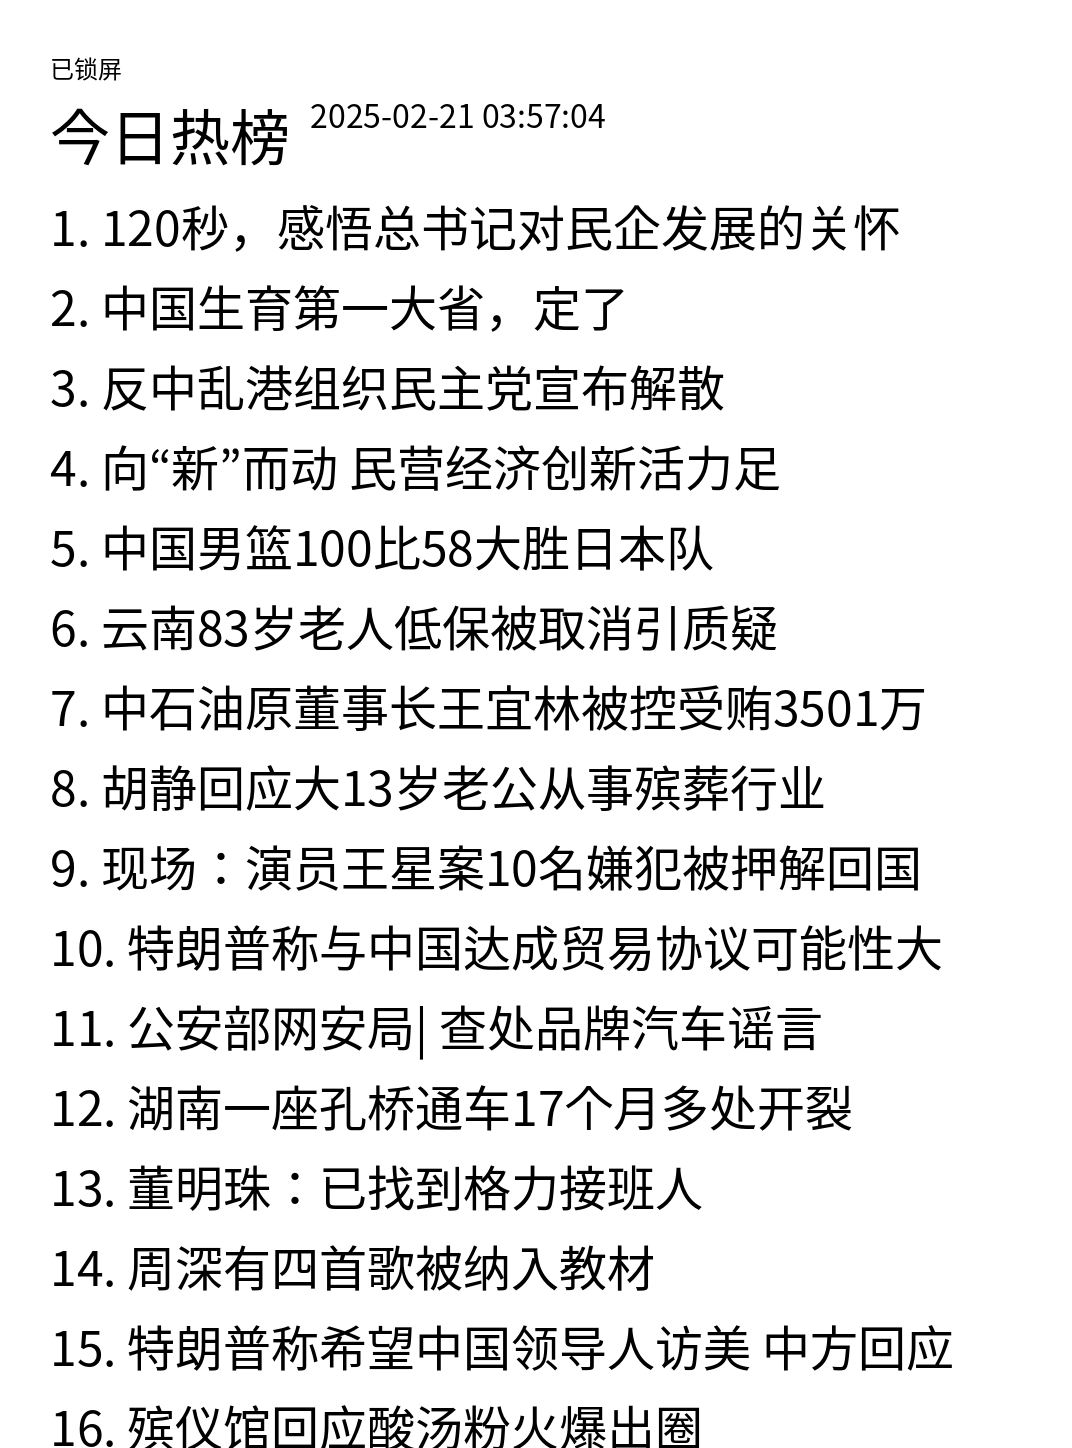 已锁屏
今日热榜 2025-02-21 03:57:04
1. 120秒，感悟总书记对民企发展的关怀
2. 中国生育第一大省，定了
3. 反中乱港组织民主党宣布解散
4. 向“新”而动 民营经济创新活力足
5. 中国男篮100比58大胜日本队
6. 云南83岁老人低保被取消引质疑
7. 中石油原董事长王宜林被控受贿3501万
8. 胡静回应大13岁老公从事殡葬行业
9. 现场：演员王星案10名嫌犯被押解回国
10. 特朗普称与中国达成贸易协议可能性大
11. 公安部网安局| 查处品牌汽车谣言
12. 湖南一座孔桥通车17个月多处开裂
13. 董明珠：已找到格力接班人
14. 周深有四首歌被纳入教材
15. 特朗普称希望中国领导人访美 中方回应
16. 殡仪馆回应酸汤粉火爆出圈